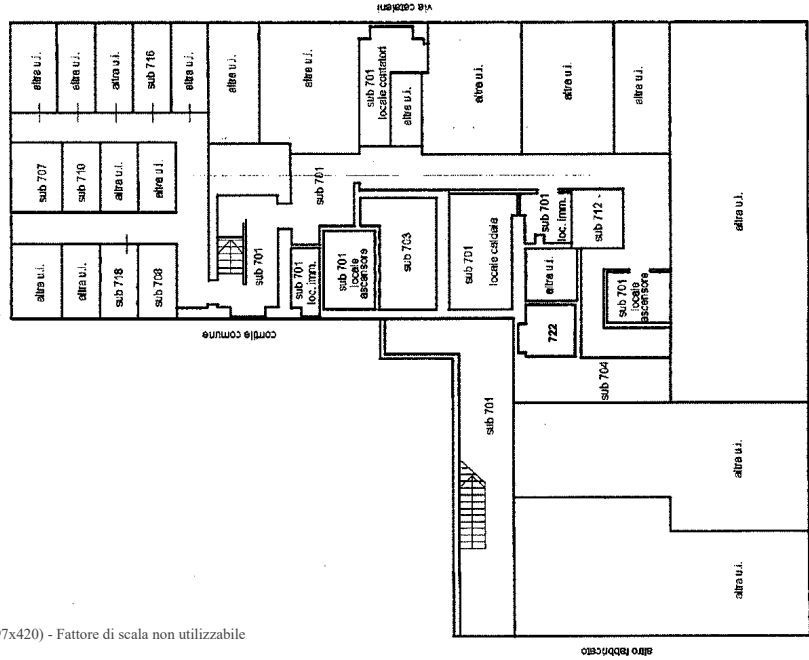 via catalani
altra u.i.
altra u.i.
altra u.i.
sub 716
altra u.i.
altra u.i.
altra u.i.
sub 701
locale contatori
altra u.i.
altra u.i.
altra u.i.
altra u.i.
sub 707
sub 710
altra u.i.
altra u.i.
sub 701
altra u.i.
altra u.i.
altra u.i.
sub 718
sub 708
sub 701
sub 701
loc. imm.
sub 701
locale
ascensore
sub 703
sub 701
locale caldaia
sub 701
loc. imm.
sub 712
altra u.i.
sub 701
locale
ascensore
cortile comune
722
sub 704
sub 701
altra u.i.
altra u.i.
7x420) - Fattore di scala non utilizzabile
altro fabbricato